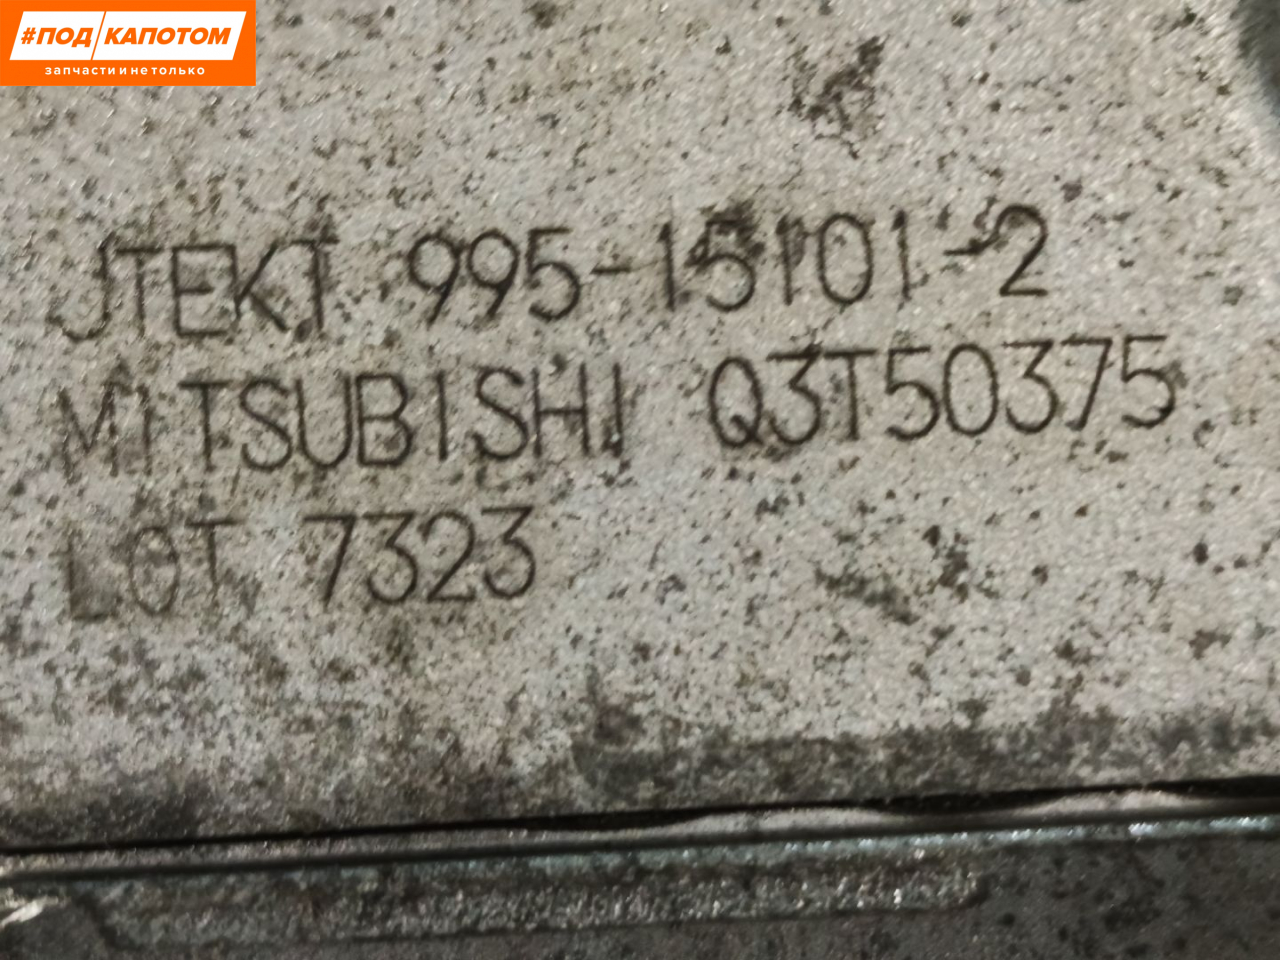 #ПОД КАПОТОМ
запчасти и не только
JTEKT 995-15101-2
MITSUBISHI Q3T50375
LOT 7323